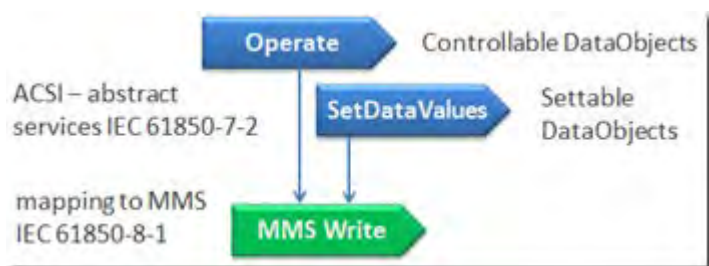 Operate
Controllable DataObjects
ACSI – abstract
services IEC 61850-7-2
SetDataValues
Settable
DataObjects
mapping to MMS
IEC 61850-8-1
MMS Write